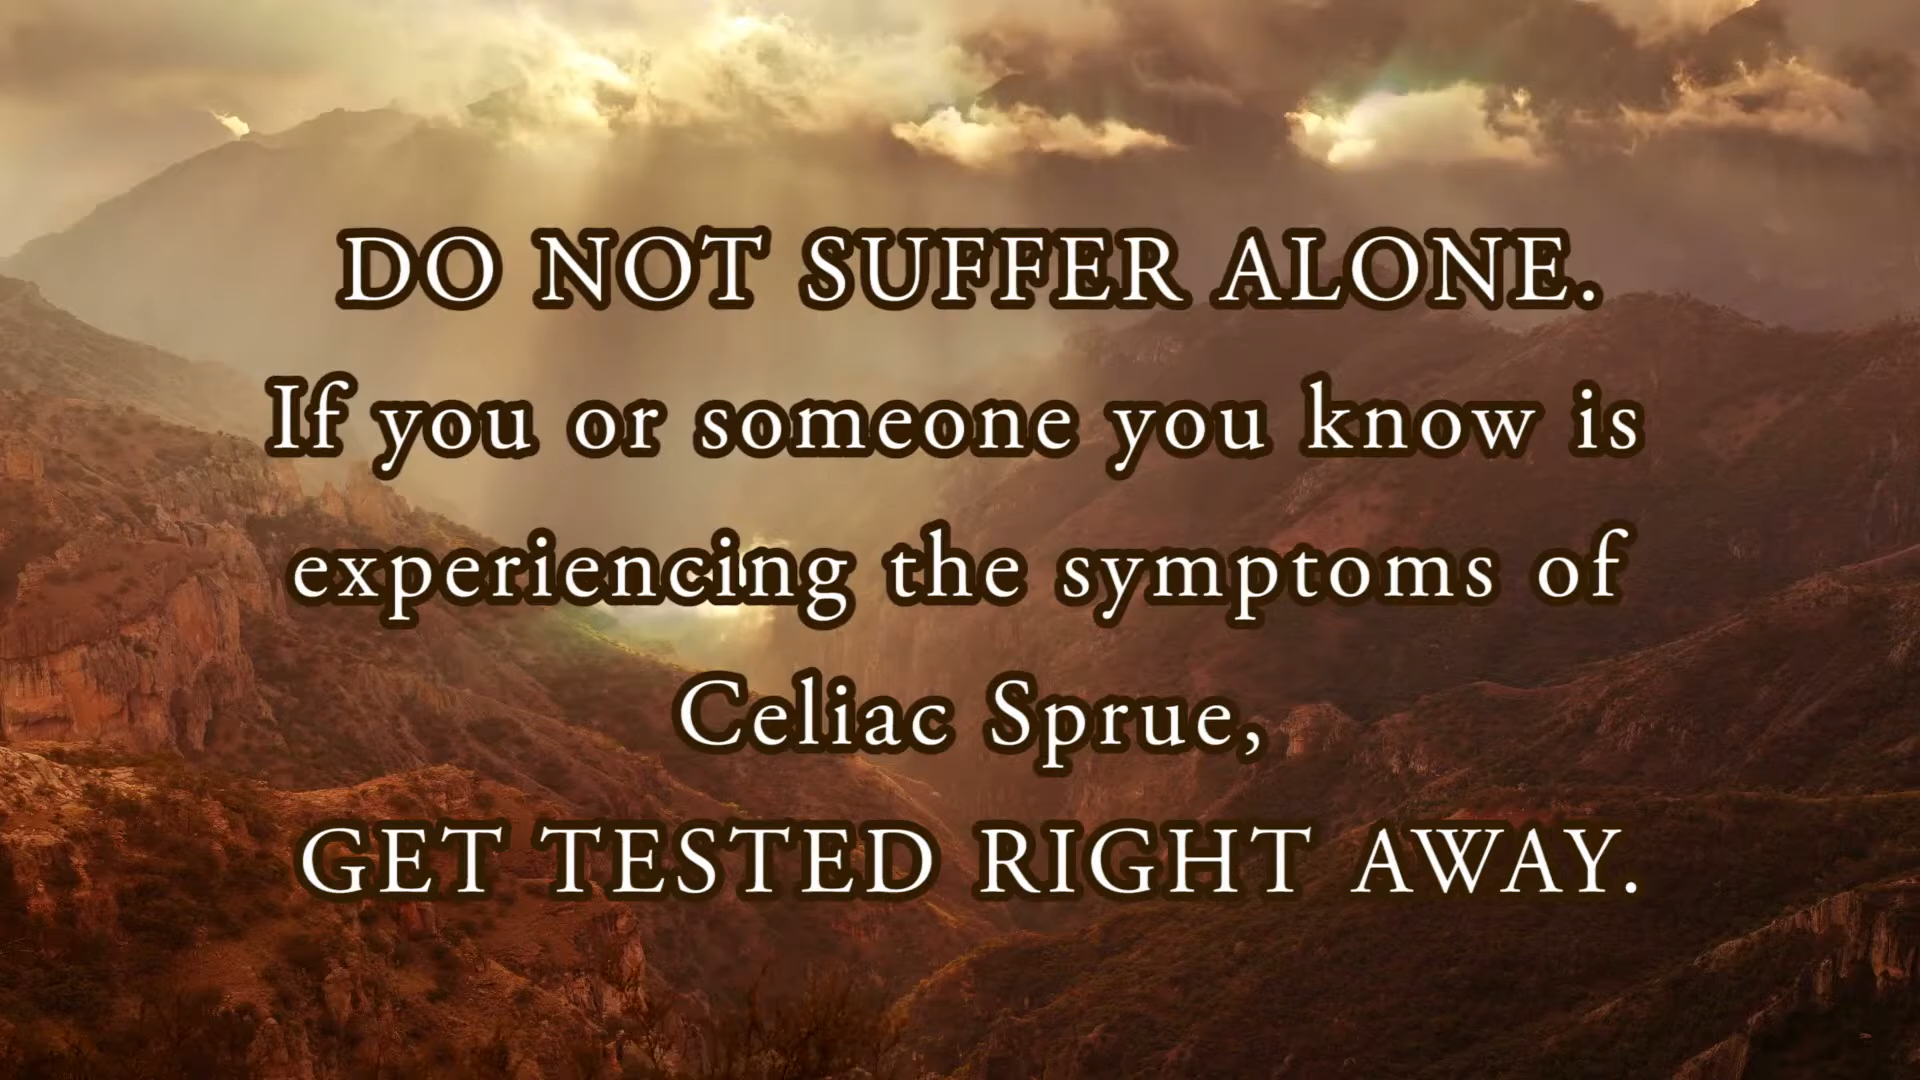 DO NOT SUFFER ALONE.
If you or someone you know is
experiencing the symptoms of
Celiac Sprue,
GET TESTED RIGHT AWAY.